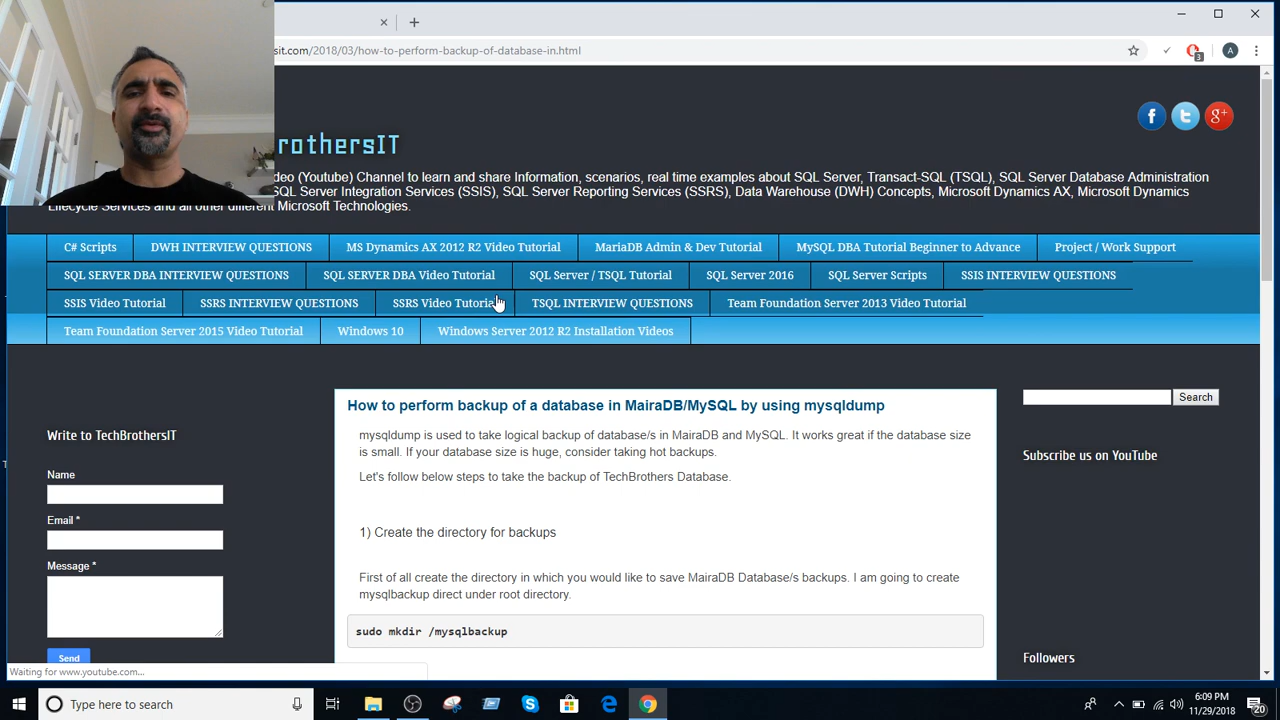 sit.com/2018/03/how-to-perform-backup-of-database-in.html
3
A
rothersIT
deo (Youtube) Channel to learn and share Information, scenarios, real time examples about SQL Server, Transact-SQL (TSQL), SQL Server Database Administration
SQL Server Integration Services (SSIS), SQL Server Reporting Services (SSRS), Data Warehouse (DWH) Concepts, Microsoft Dynamics AX, Microsoft Dynamics
Lifecycle Services and all other different Microsoft Technologies.
C# Scripts DWH INTERVIEW QUESTIONS MS Dynamics AX 2012 R2 Video Tutorial MariaDB Admin & Dev Tutorial MySQL DBA Tutorial Beginner to Advance Project / Work Support
SQL SERVER DBA INTERVIEW QUESTIONS SQL SERVER DBA Video Tutorial SQL Server / TSQL Tutorial SQL Server 2016 SQL Server Scripts SSIS INTERVIEW QUESTIONS
SSIS Video Tutorial SSRS INTERVIEW QUESTIONS SSRS Video Tutorial TSQL INTERVIEW QUESTIONS Team Foundation Server 2013 Video Tutorial
Team Foundation Server 2015 Video Tutorial Windows 10 Windows Server 2012 R2 Installation Videos
Write to TechBrothersIT
Name
Email *
Message *
Send
How to perform backup of a database in MairaDB/MySQL by using mysqldump
mysqldump is used to take logical backup of database/s in MairaDB and MySQL. It works great if the database size
is small. If your database size is huge, consider taking hot backups.
Let's follow below steps to take the backup of TechBrothers Database.
1) Create the directory for backups
First of all create the directory in which you would like to save MairaDB Database/s backups. I am going to create
mysqlbackup direct under root directory.
sudo mkdir /mysqlbackup
Search
Subscribe us on YouTube
Followers
Waiting for www.youtube.com...
Type here to search
6:09 PM
11/29/2018
20